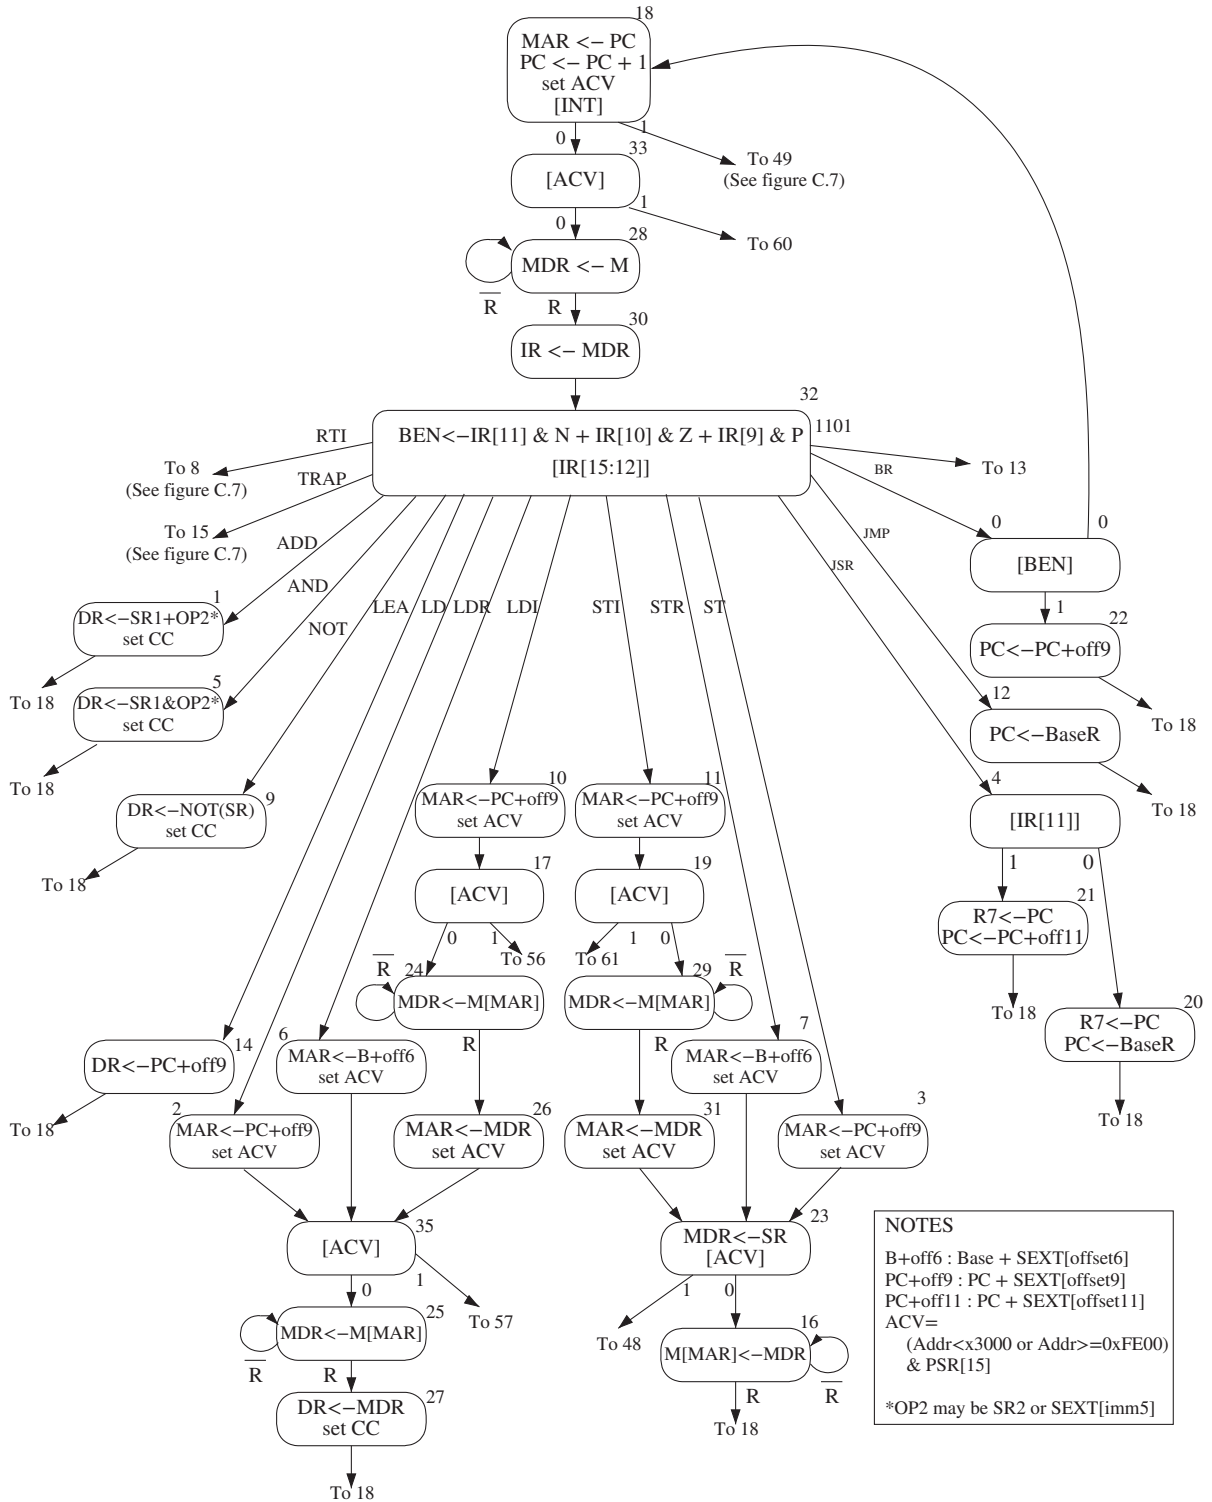 18
MAR <− PC
PC <− PC + 1
set ACV
[INT]
0
1
33
To 49
(See figure C.7)
[ACV]
0
1
28
To 60
MDR <− M
R
R
30
IR <− MDR
32
BEN<−IR[11] & N + IR[10] & Z + IR[9] & P
[IR[15:12]]
1101
RTI
To 8
(See figure C.7)
TRAP
To 15
(See figure C.7)
To 13
BR
JMP
JSR
ADD
AND
NOT
LEA
LD
LDR
LDI
STI
STR
ST
0
0
[BEN]
1
22
PC<−PC+off9
To 18
12
PC<−BaseR
To 18
4
[IR[11]]
1
0
21
R7<−PC
PC<−PC+off11
To 18
20
R7<−PC
PC<−BaseR
To 18
1
DR<−SR1+OP2*
set CC
To 18
5
DR<−SR1&OP2*
set CC
To 18
9
DR<−NOT(SR)
set CC
To 18
10
MAR<−PC+off9
set ACV
11
MAR<−PC+off9
set ACV
17
[ACV]
0
1
To 56
19
[ACV]
1
0
To 61
R
24
MDR<−M[MAR]
R
29
R
MDR<−M[MAR]
R
14
DR<−PC+off9
To 18
6
MAR<−B+off6
set ACV
7
MAR<−B+off6
set ACV
2
MAR<−PC+off9
set ACV
26
MAR<−MDR
set ACV
31
MAR<−MDR
set ACV
3
MAR<−PC+off9
set ACV
35
[ACV]
0
1
To 57
25
MDR<−M[MAR]
R
R
27
DR<−MDR
set CC
To 18
23
MDR<−SR
[ACV]
1
0
To 48
16
M[MAR]<−MDR
R
R
To 18
NOTES
B+off6 : Base + SEXT[offset6]
PC+off9 : PC + SEXT[offset9]
PC+off11 : PC + SEXT[offset11]
ACV=
(Addr<x3000 or Addr>=0xFE00)
& PSR[15]
*OP2 may be SR2 or SEXT[imm5]